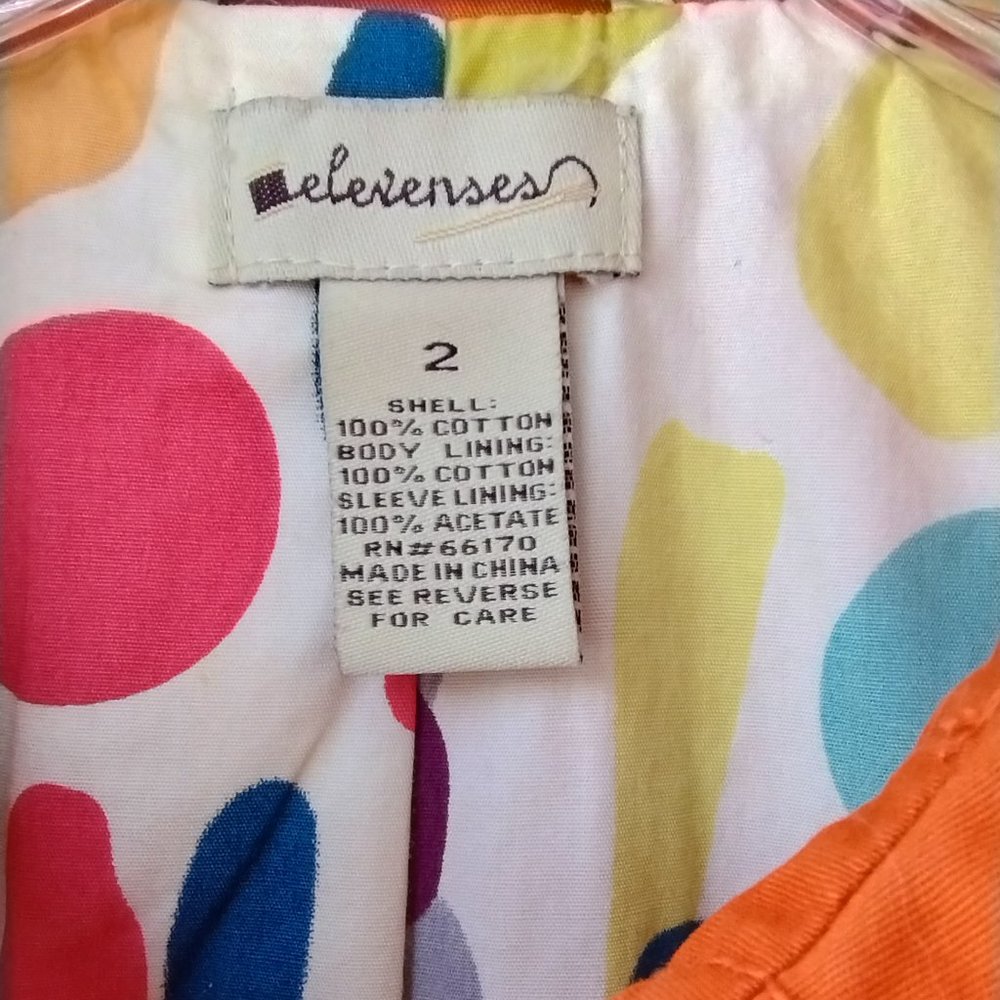 elevenses
2
SHELL:
100% COTTON
BODY LINING:
100% COTTON
SLEEVE LINING:
100% ACETATE
RN#66170
MADE IN CHINA
SEE REVERSE
FOR CARE